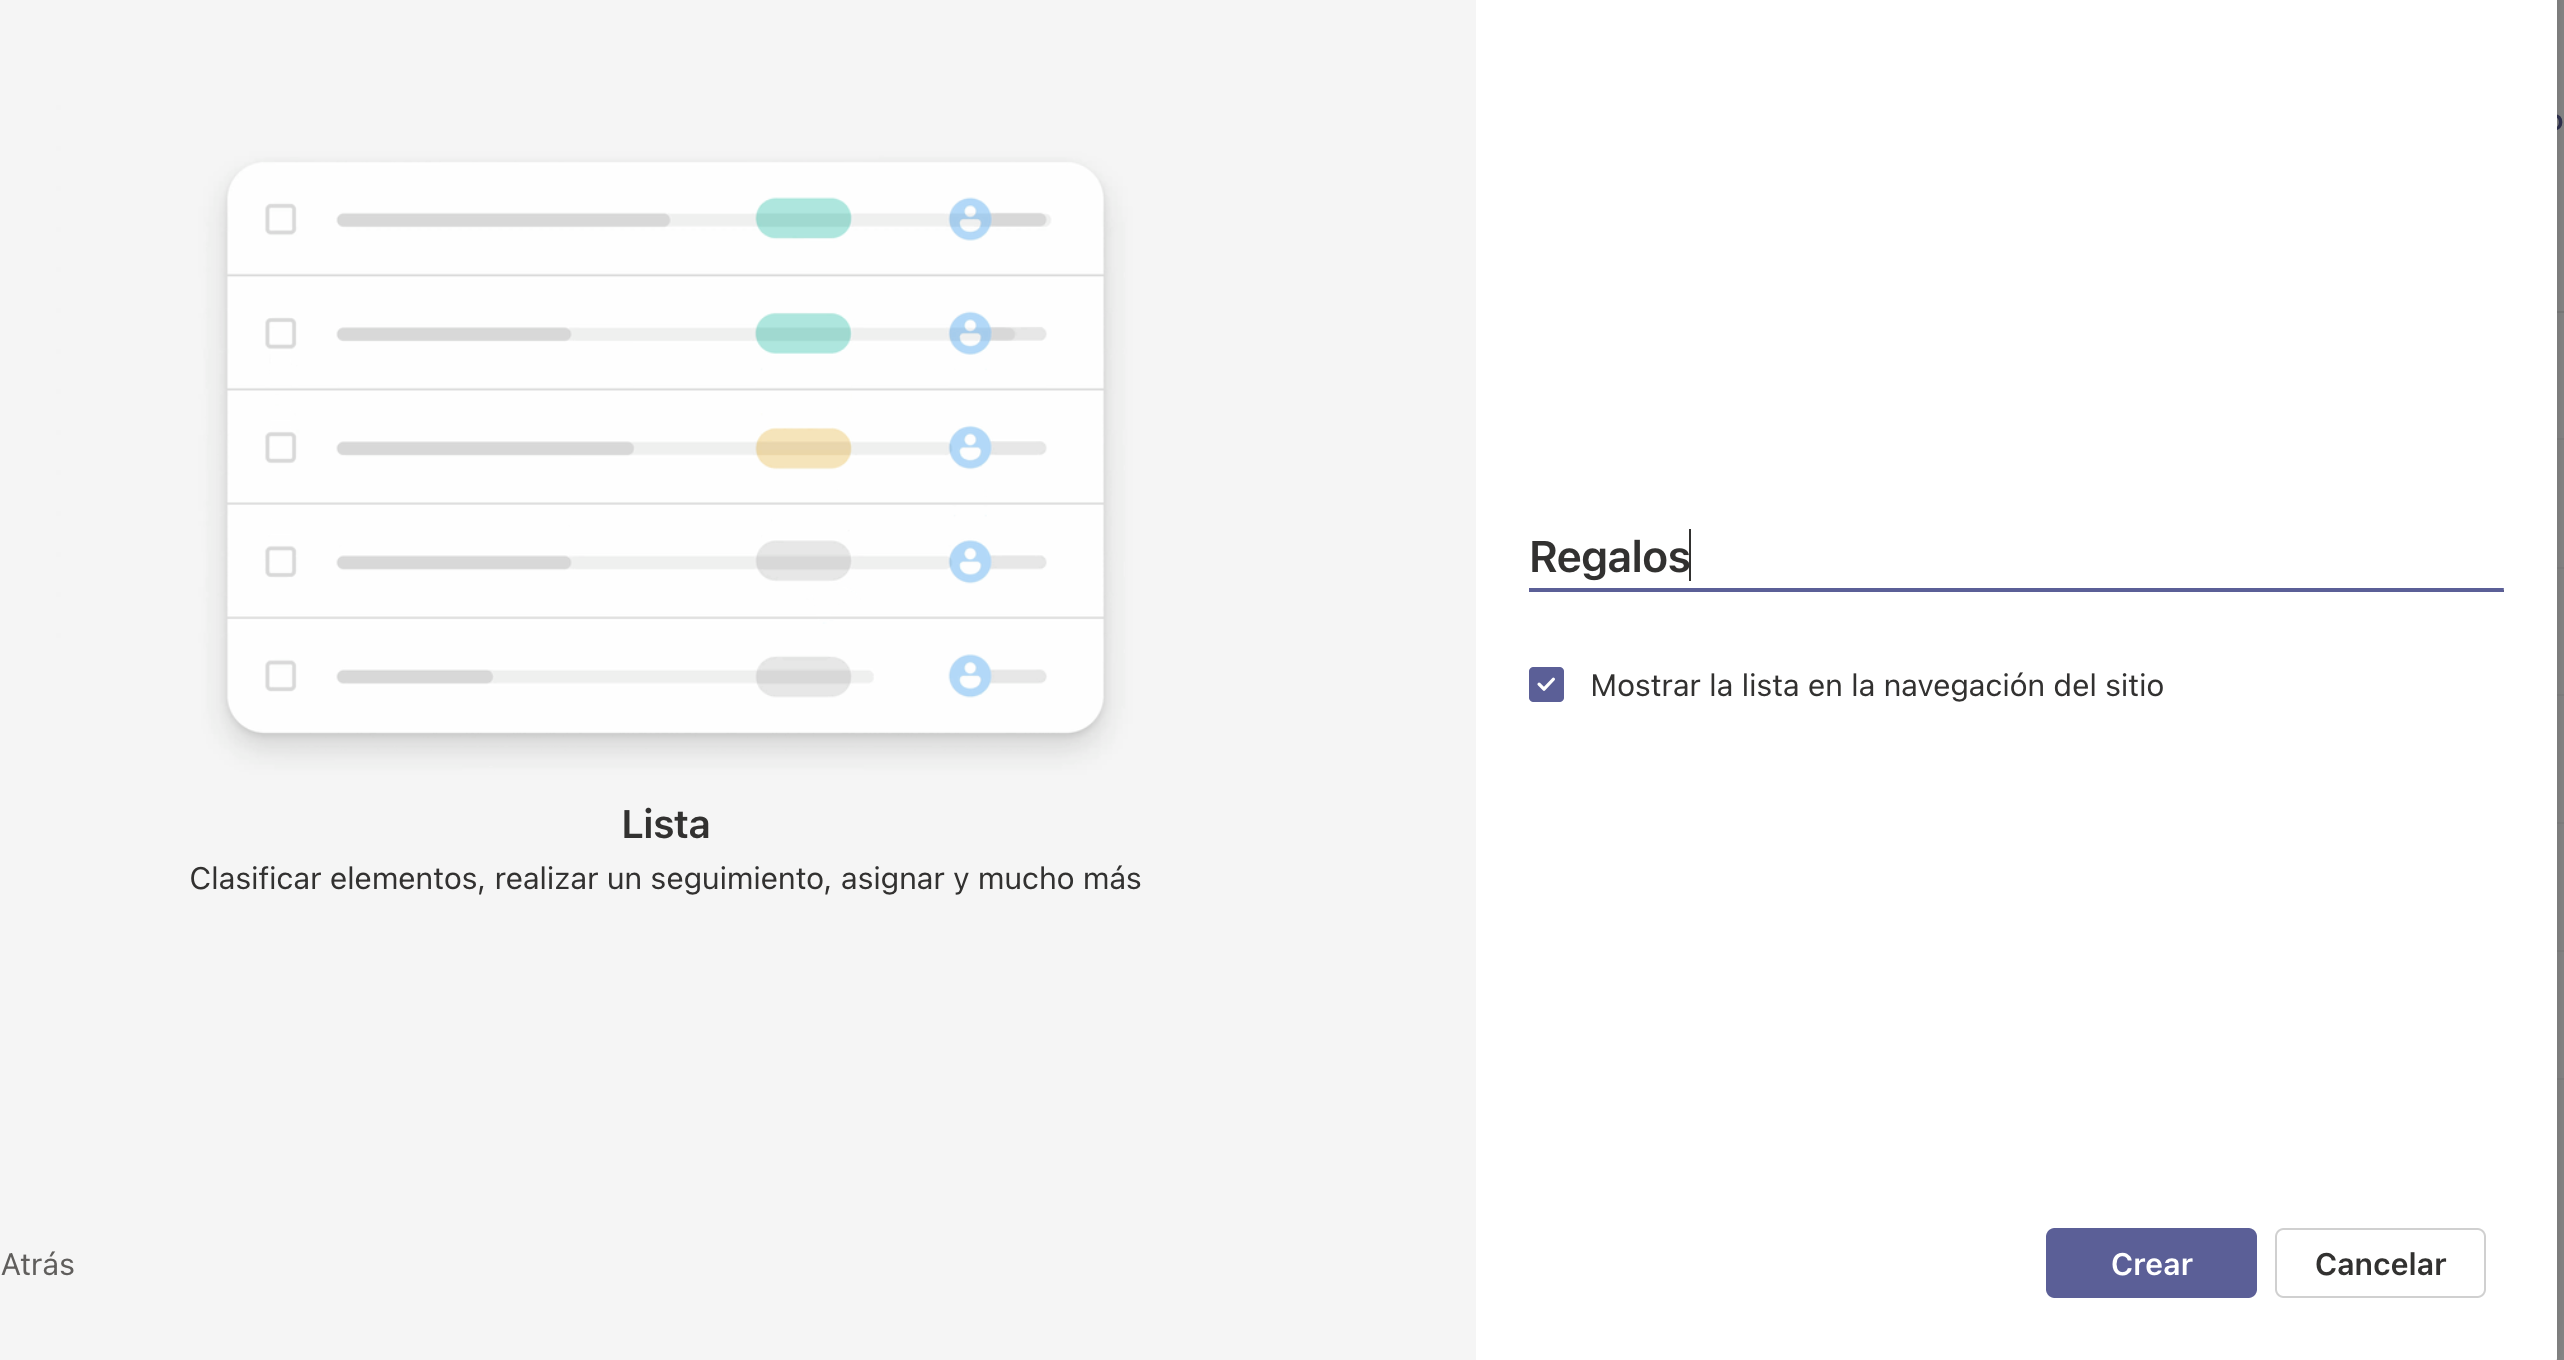 Regalos
Mostrar la lista en la navegación del sitio
Lista
Clasificar elementos, realizar un seguimiento, asignar y mucho más
Atrás
Crear
Cancelar